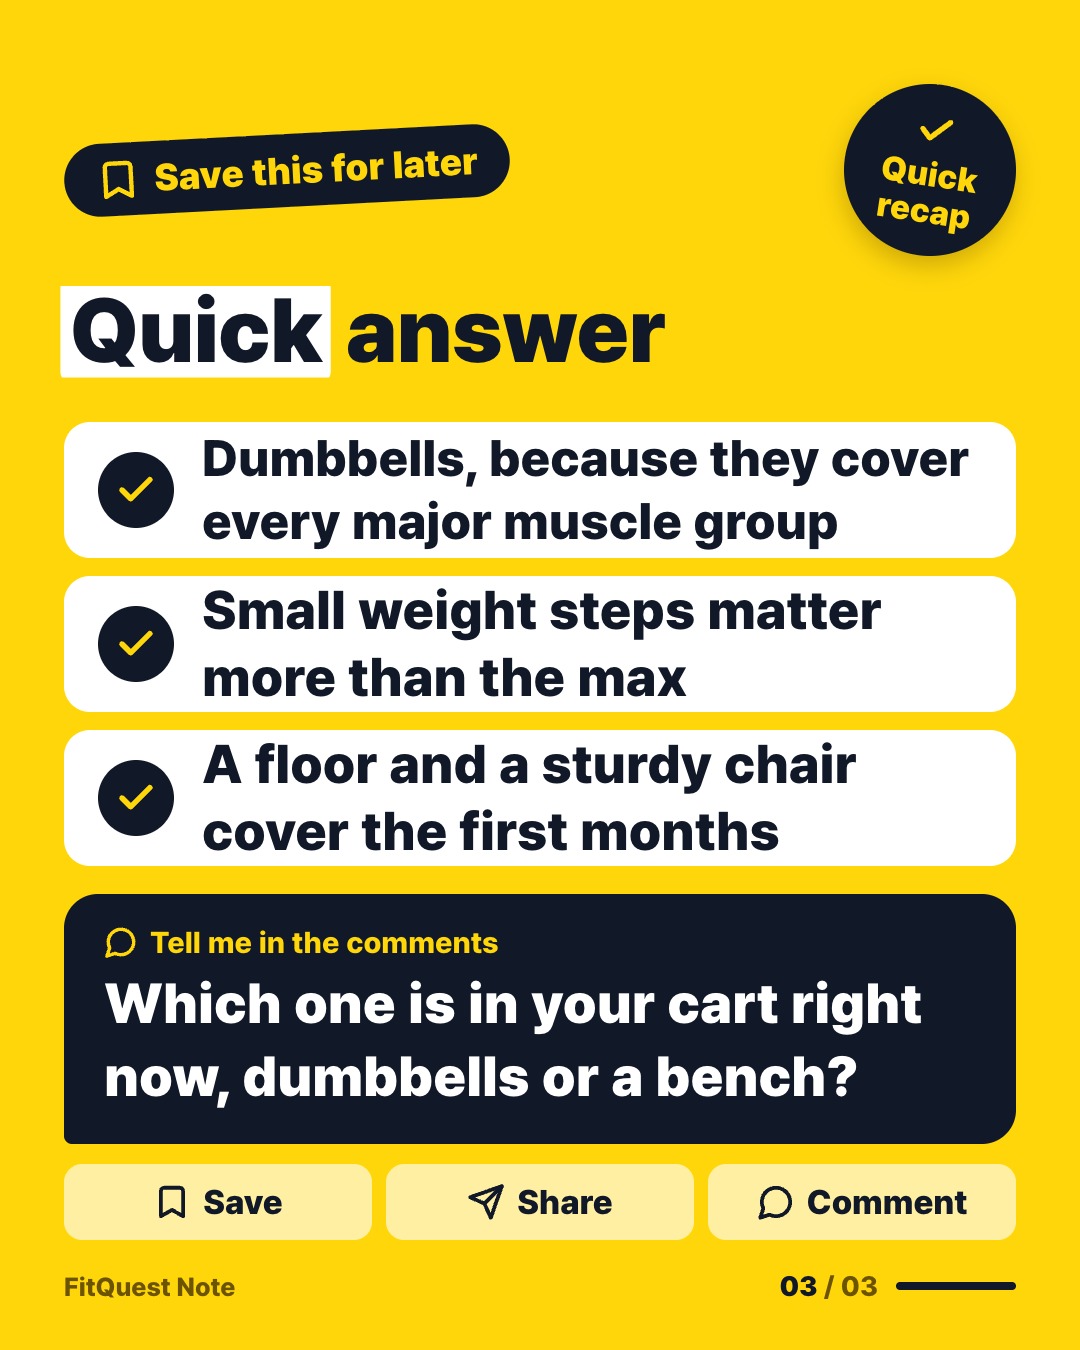 Save this for later
Quick
recap
Quick answer
Dumbbells, because they cover
every major muscle group
Small weight steps matter
more than the max
A floor and a sturdy chair
cover the first months
Tell me in the comments
Which one is in your cart right
now, dumbbells or a bench?
Save
Share
Comment
FitQuest Note
03 / 03